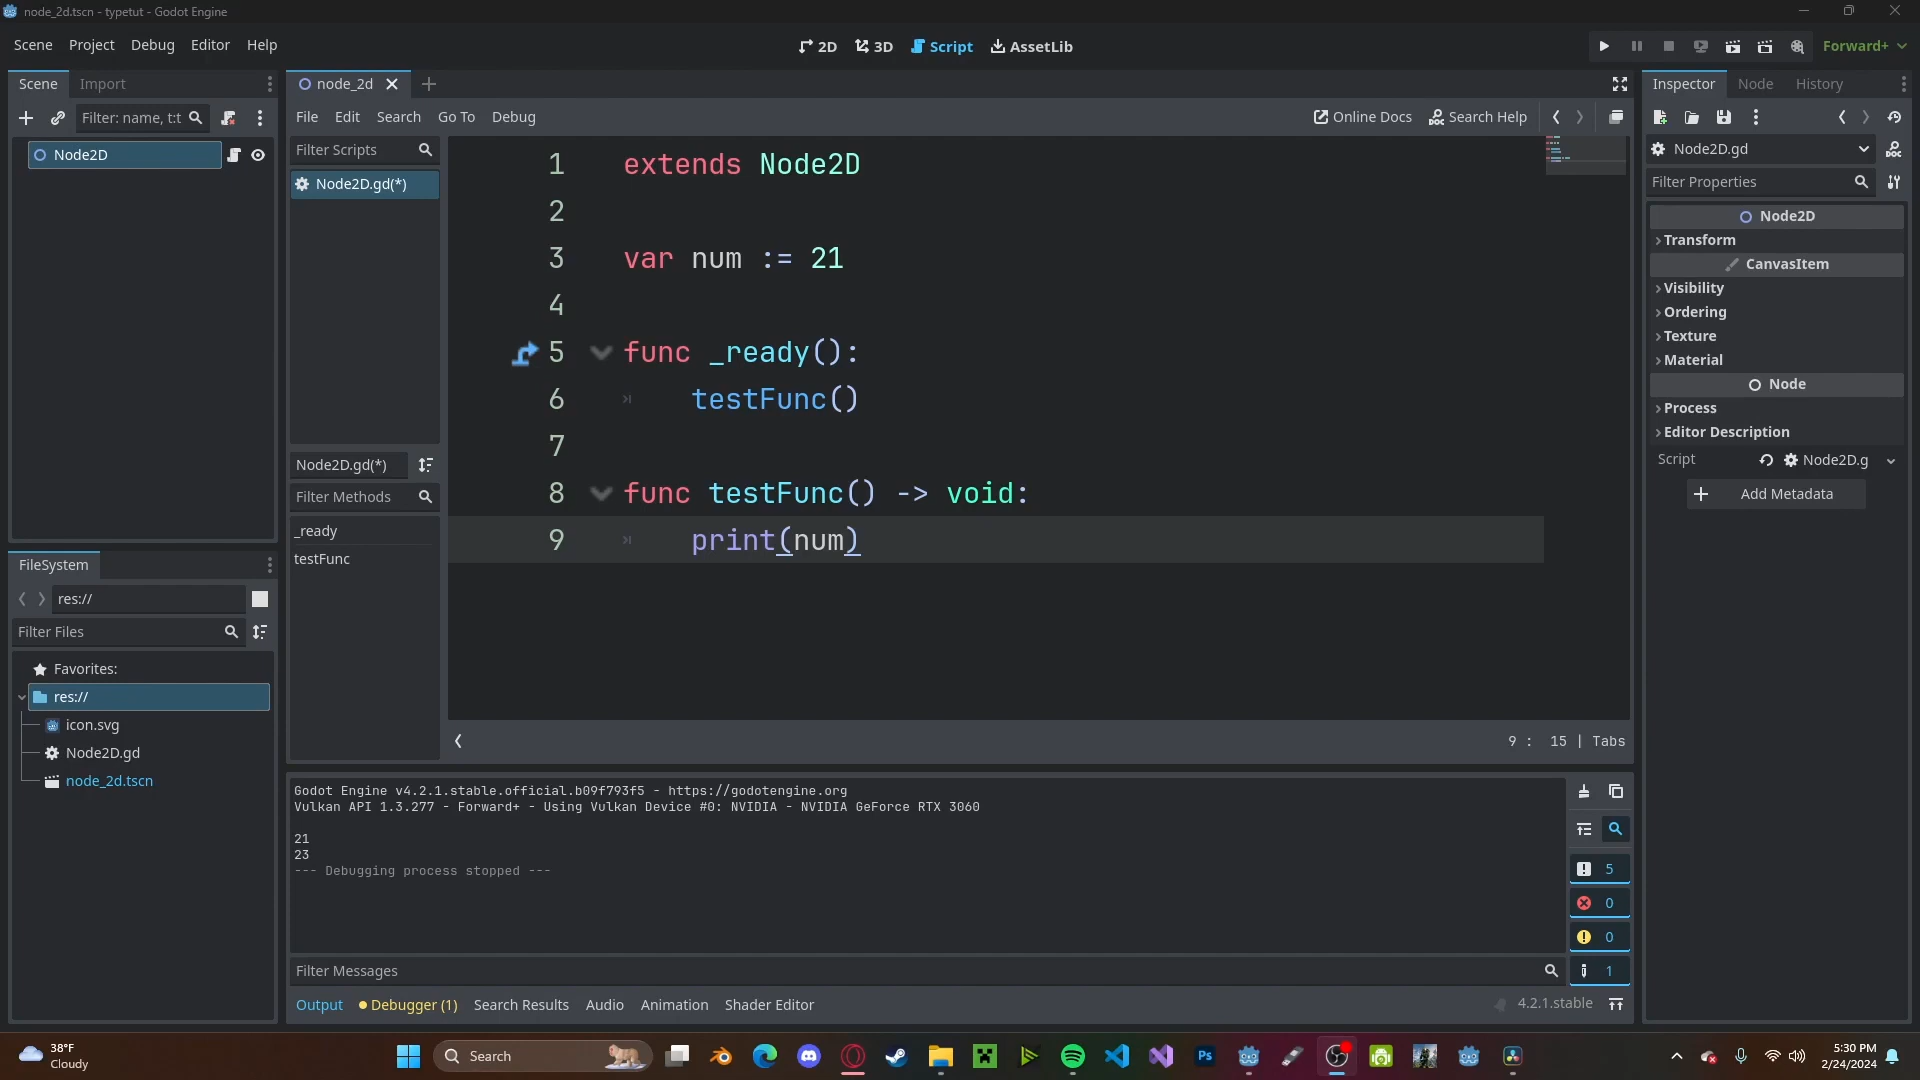 node_2d.tscn - typetut - Godot Engine
Scene Project Debug Editor Help
2D 3D Script AssetLib
Forward+
Scene Import
node_2d
Inspector Node History
Filter: name, t:t
File Edit Search Go To Debug
Online Docs Search Help
Node2D
Filter Scripts
Node2D.gd(*)
1 extends Node2D
2
3 var num := 21
4
5 func _ready():
6 testFunc()
7
8 func testFunc() -> void:
9 print(num)
Node2D.gd(*)
Filter Methods
_ready
testFunc
9 : 15 | Tabs
Node2D.gd
Filter Properties
Node2D
Transform
CanvasItem
Visibility
Ordering
Texture
Material
Node
Process
Editor Description
Script Node2D.g
Add Metadata
FileSystem
res://
Filter Files
Favorites:
res://
icon.svg
Node2D.gd
node_2d.tscn
Godot Engine v4.2.1.stable.official.b09f793f5 - https://godotengine.org
Vulkan API 1.3.277 - Forward+ - Using Vulkan Device #0: NVIDIA - NVIDIA GeForce RTX 3060
21
23
--- Debugging process stopped ---
5
0
0
1
Filter Messages
Output Debugger (1) Search Results Audio Animation Shader Editor
4.2.1.stable
38°F
Cloudy
Search
Ps
5:30 PM
2/24/2024